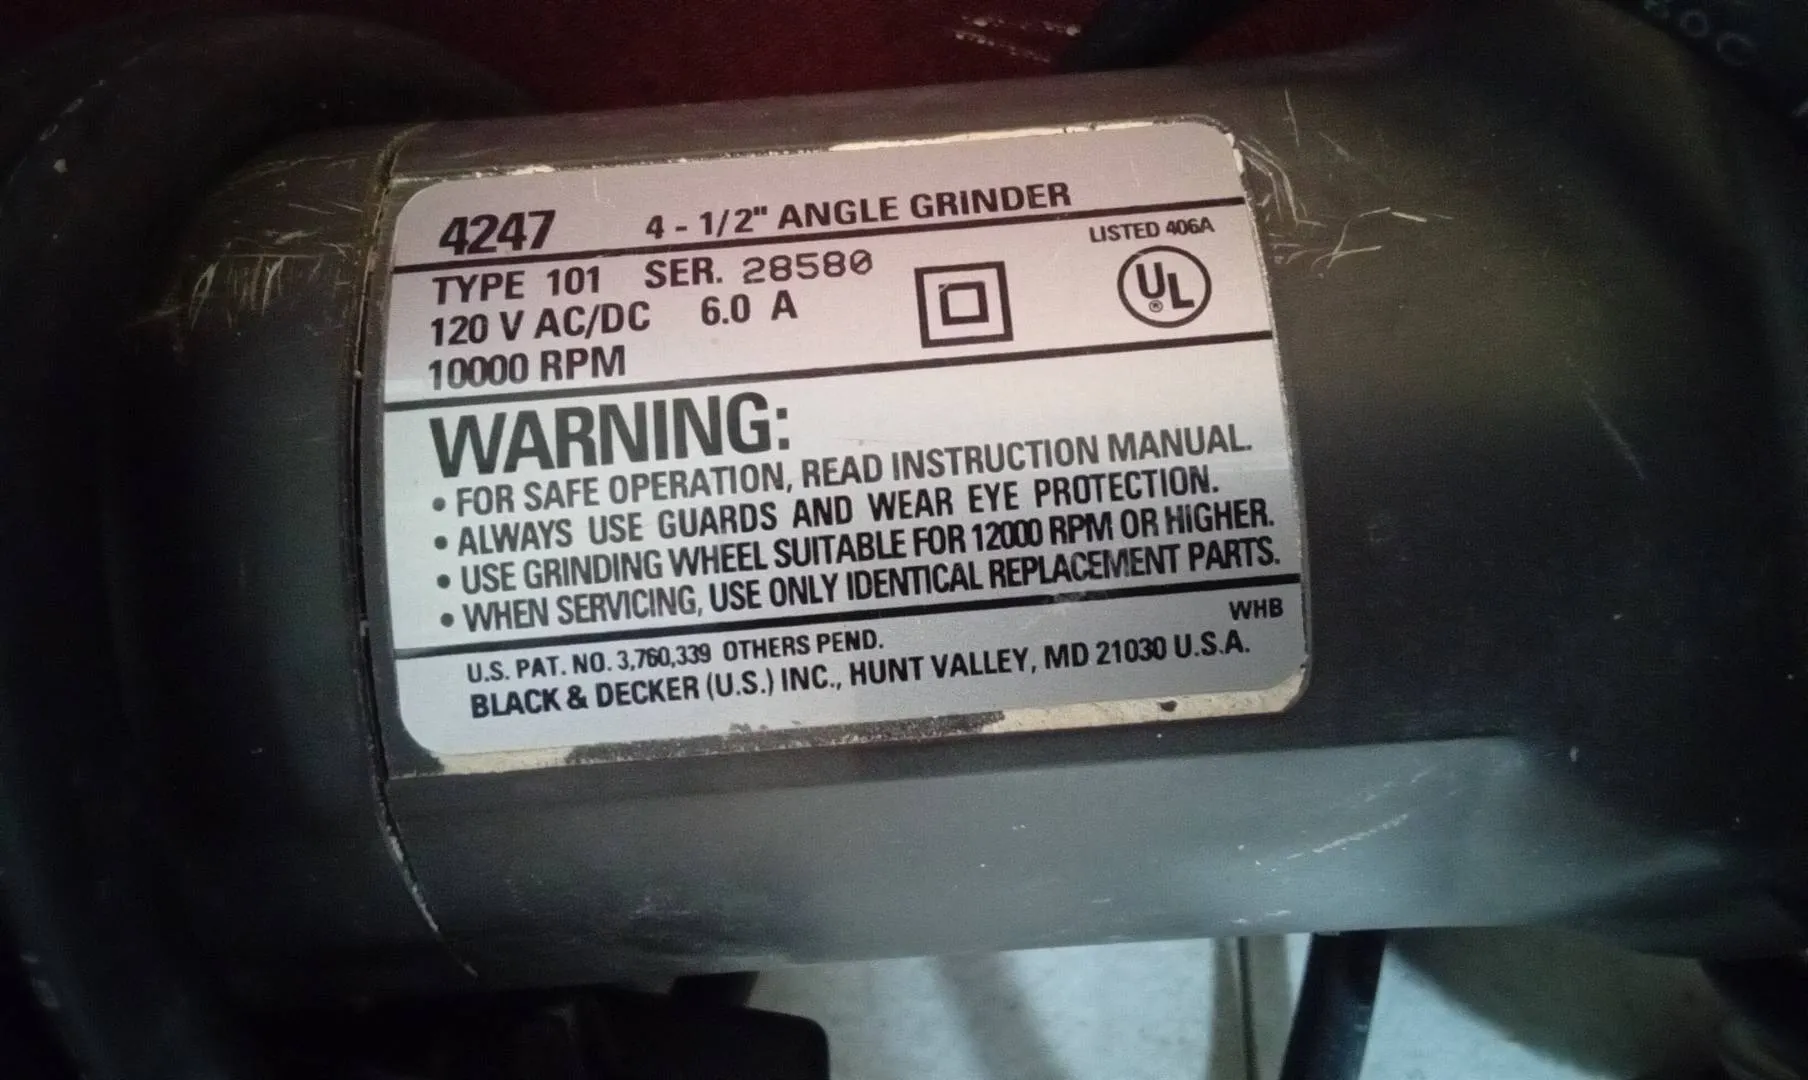 4247 4 - 1/2" ANGLE GRINDER
TYPE 101 SER. 28580
LISTED 406A
120 V AC/DC 6.0 A
UL ®
10000 RPM
WARNING:
• FOR SAFE OPERATION, READ INSTRUCTION MANUAL.
• ALWAYS USE GUARDS AND WEAR EYE PROTECTION.
• USE GRINDING WHEEL SUITABLE FOR 12000 RPM OR HIGHER.
• WHEN SERVICING, USE ONLY IDENTICAL REPLACEMENT PARTS.
WHB
U.S. PAT. NO. 3,760,339 OTHERS PEND.
BLACK & DECKER (U.S.) INC., HUNT VALLEY, MD 21030 U.S.A.